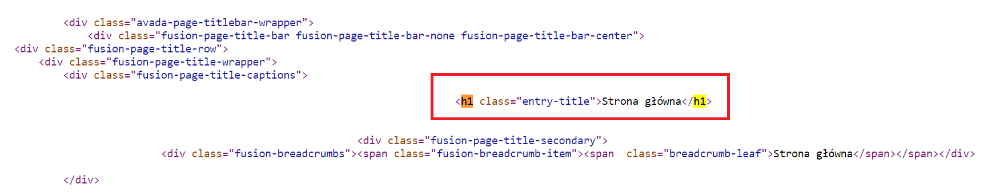 <div class="avada-page-titlebar-wrapper">
<div class="fusion-page-title-bar fusion-page-title-bar-none fusion-page-title-bar-center">
<div class="fusion-page-title-row">
<div class="fusion-page-title-wrapper">
<div class="fusion-page-title-captions">
<h1 class="entry-title">Strona główna</h1>
<div class="fusion-page-title-secondary">
<div class="fusion-breadcrumbs"><span class="fusion-breadcrumb-item"><span  class="breadcrumb-leaf">Strona główna</span></span></div>
</div>